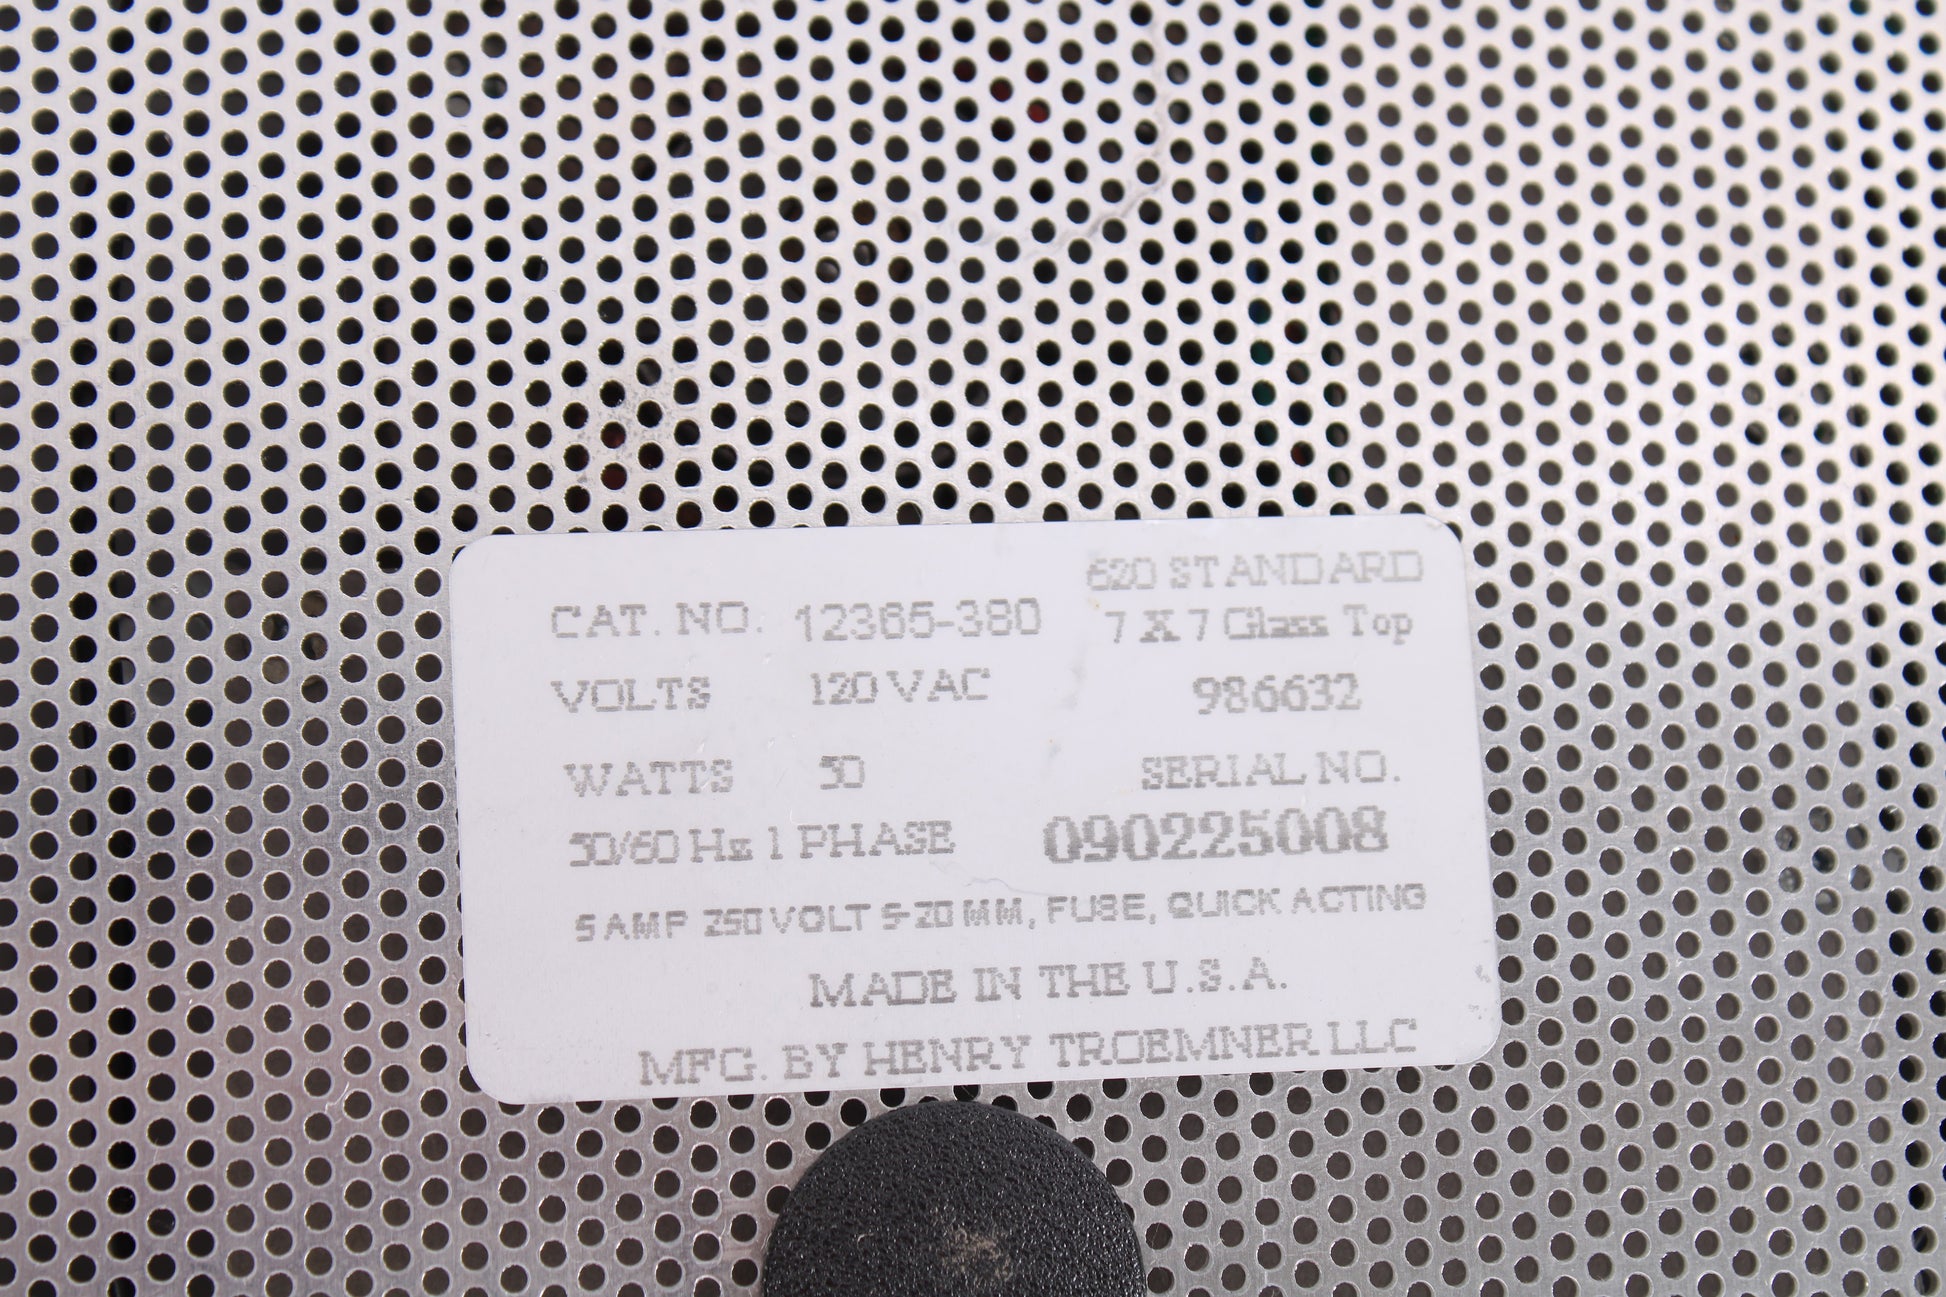 620 STANDARD
CAT. NO. 12365-380 7 X 7 Glass Top
VOLTS 120 VAC 986632
WATTS 50 SERIAL NO.
50/60 Hz 1 PHASE 090225008
5 AMP 250 VOLT 5-20 MM, FUSE, QUICK ACTING
MADE IN THE U.S.A.
MFG. BY HENRY TROEMNER LLC